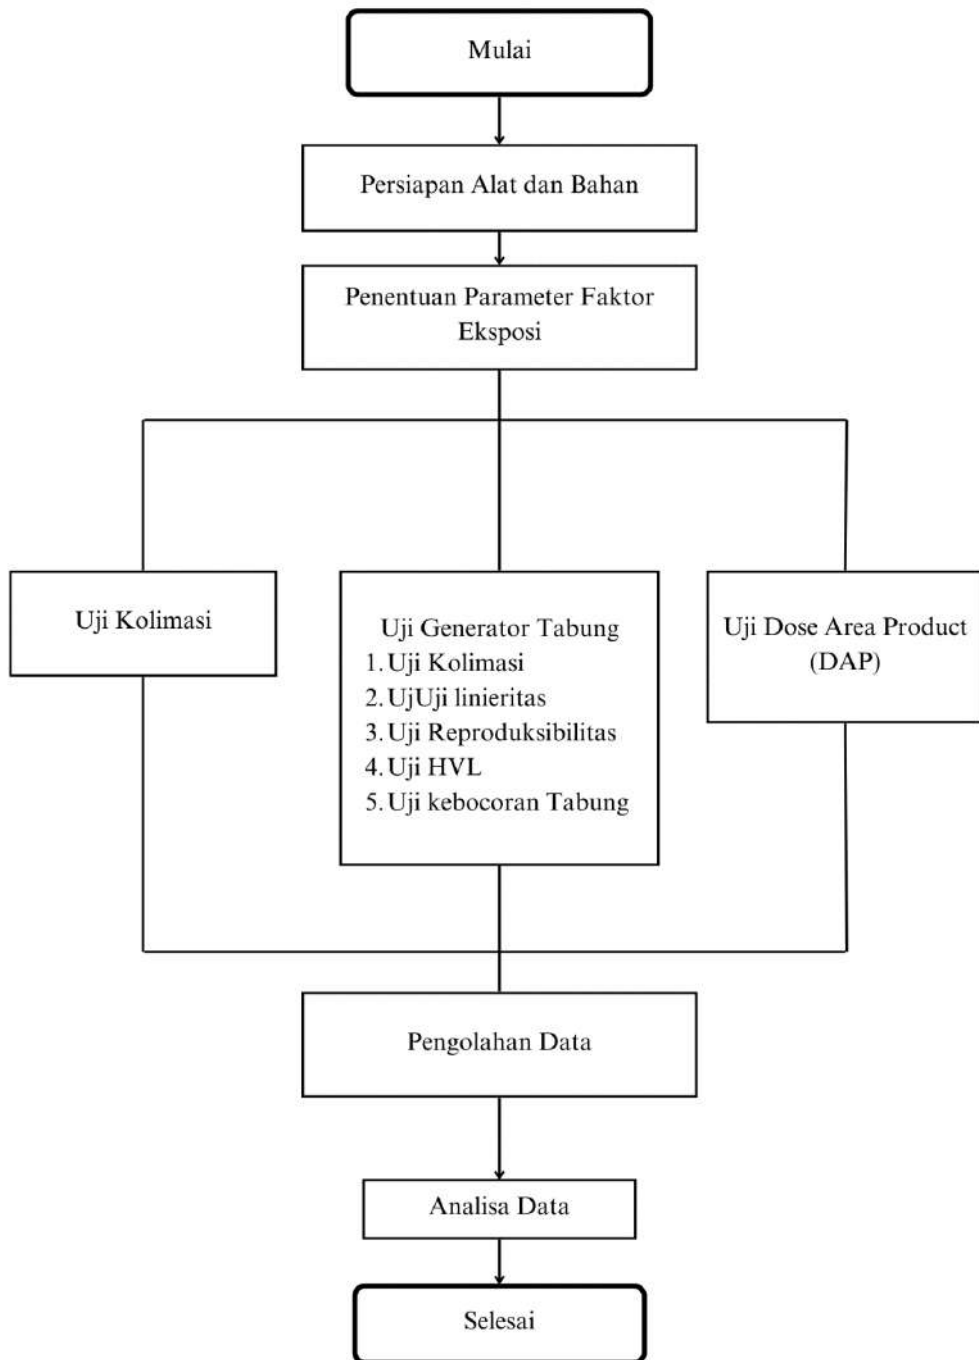 Mulai
Persiapan Alat dan Bahan
Penentuan Parameter Faktor
Eksposi
Uji Kolimasi
Uji Generator Tabung
1. Uji Kolimasi
2. UjUji linieritas
3. Uji Reproduksibilitas
4. Uji HVL
5. Uji kebocoran Tabung
Uji Dose Area Product
(DAP)
Pengolahan Data
Analisa Data
Selesai